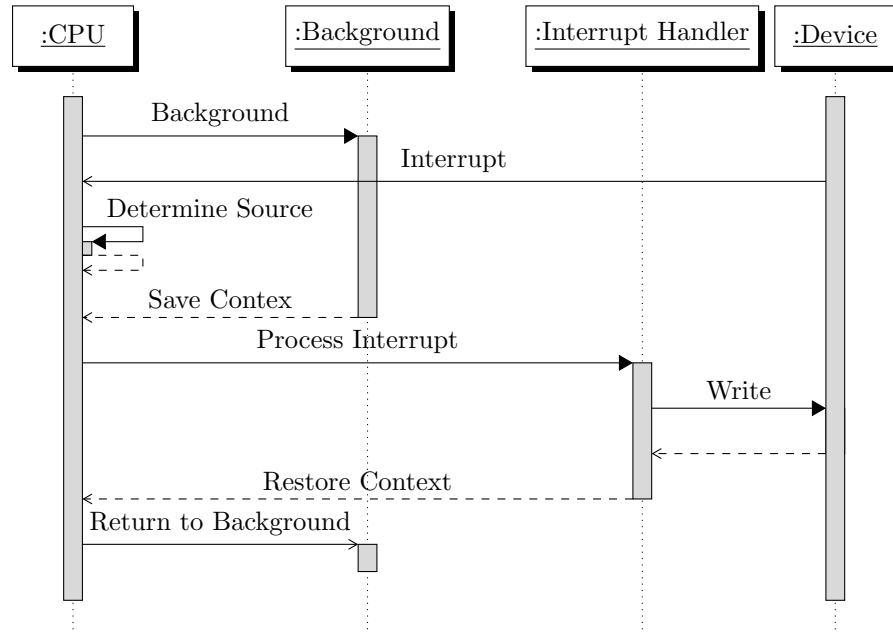 :CPU
:Background
:Interrupt Handler
:Device
Background
Interrupt
Determine Source
Save Contex
Process Interrupt
Write
Restore Context
Return to Background